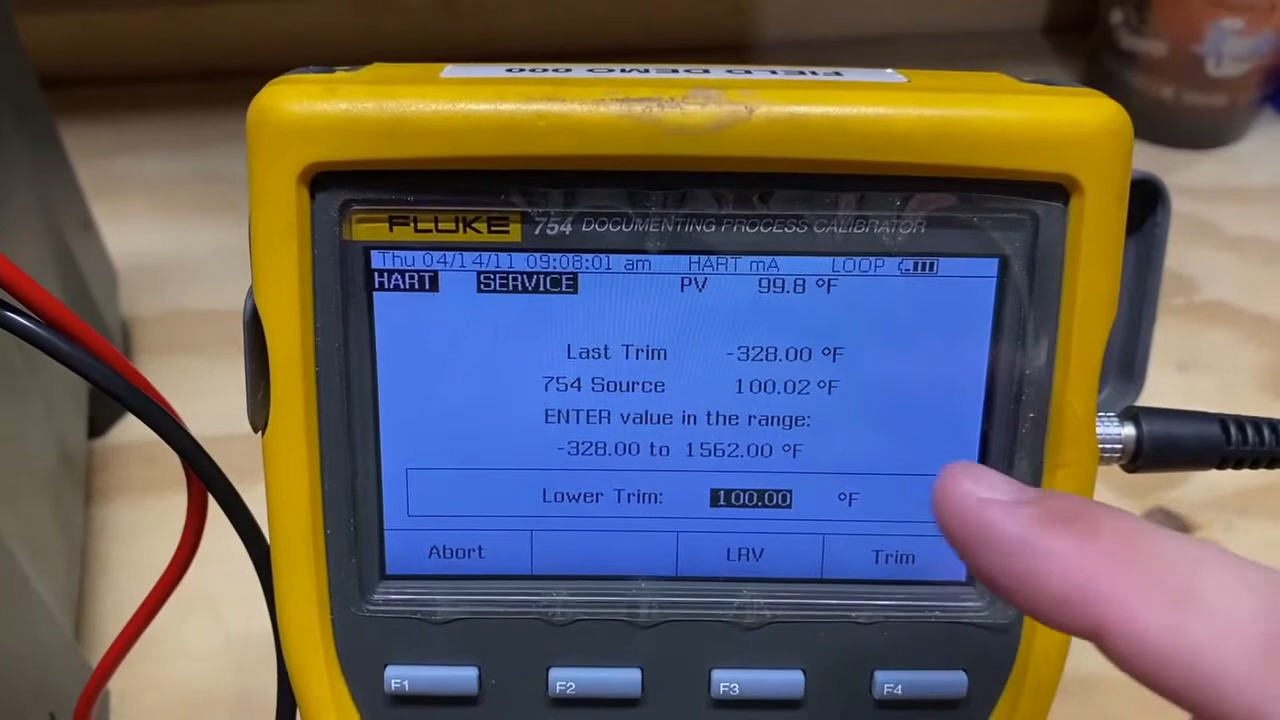 FIELD DEMO 000
FLUKE 754 DOCUMENTING PROCESS CALIBRATOR
Thu 04/14/11 09:08:01 am HART mA LOOP
HART SERVICE PV 99.8 °F
Last Trim -328.00 °F
754 Source 100.02 °F
ENTER value in the range:
-328.00 to 1562.00 °F
Lower Trim: 100.00 °F
Abort LRV Trim
F1 F2 F3 F4